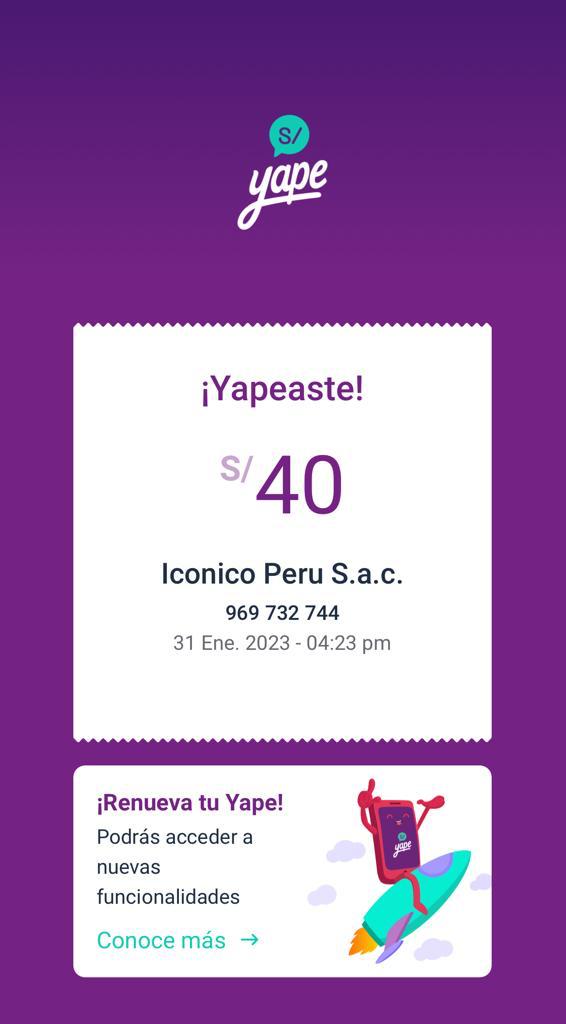 S/
yape
¡Yapeaste!
S/ 40
Iconico Peru S.a.c.
969 732 744
31 Ene. 2023 - 04:23 pm
¡Renueva tu Yape!
Podrás acceder a
nuevas
funcionalidades
Conoce más →
S/
yape